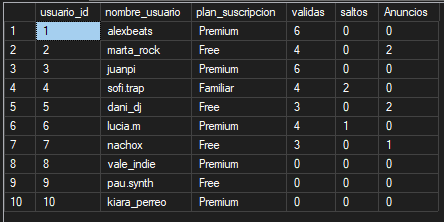 usuario_id nombre_usuario plan_suscripcion validas saltos Anuncios
1 1 alexbeats Premium 6 0 0
2 2 marta_rock Free 4 0 2
3 3 juanpi Premium 6 0 0
4 4 sofi.trap Familiar 4 2 0
5 5 dani_dj Free 3 0 2
6 6 lucia.m Premium 4 1 0
7 7 nachox Free 3 0 1
8 8 vale_indie Premium 0 0 0
9 9 pau.synth Free 0 0 0
10 10 kiara_perreo Premium 0 0 0